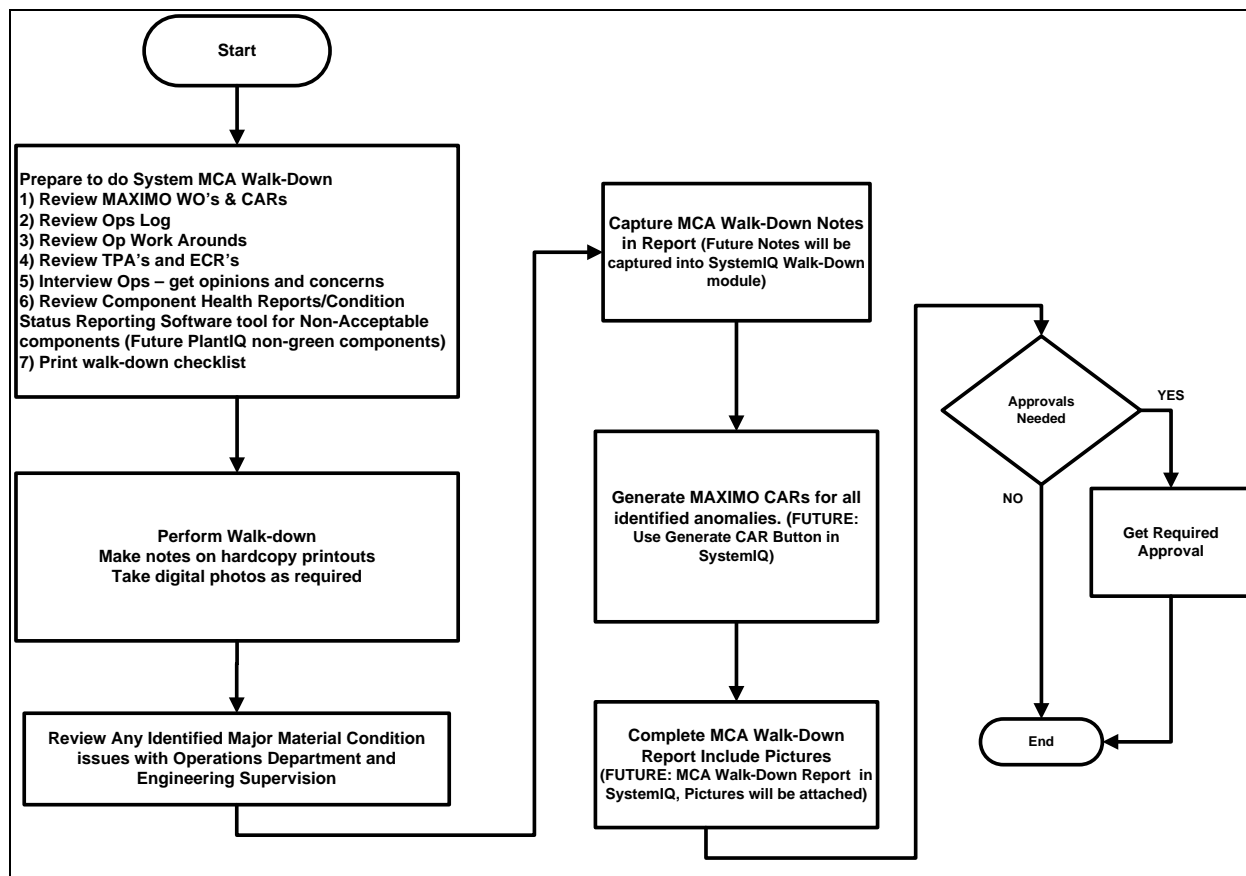 Start
Prepare to do System MCA Walk-Down
1) Review MAXIMO WO's & CARs
2) Review Ops Log
3) Review Op Work Arounds
4) Review TPA's and ECR's
5) Interview Ops – get opinions and concerns
6) Review Component Health Reports/Condition
Status Reporting Software tool for Non-Acceptable
components (Future PlantIQ non-green components)
7) Print walk-down checklist
Perform Walk-down
Make notes on hardcopy printouts
Take digital photos as required
Review Any Identified Major Material Condition
issues with Operations Department and
Engineering Supervision
Capture MCA Walk-Down Notes
in Report (Future Notes will be
captured into SystemIQ Walk-Down
module)
Generate MAXIMO CARs for all
identified anomalies. (FUTURE:
Use Generate CAR Button in
SystemIQ)
Complete MCA Walk-Down
Report Include Pictures
(FUTURE: MCA Walk-Down Report in
SystemIQ, Pictures will be attached)
Approvals
Needed
YES
NO
Get Required
Approval
End